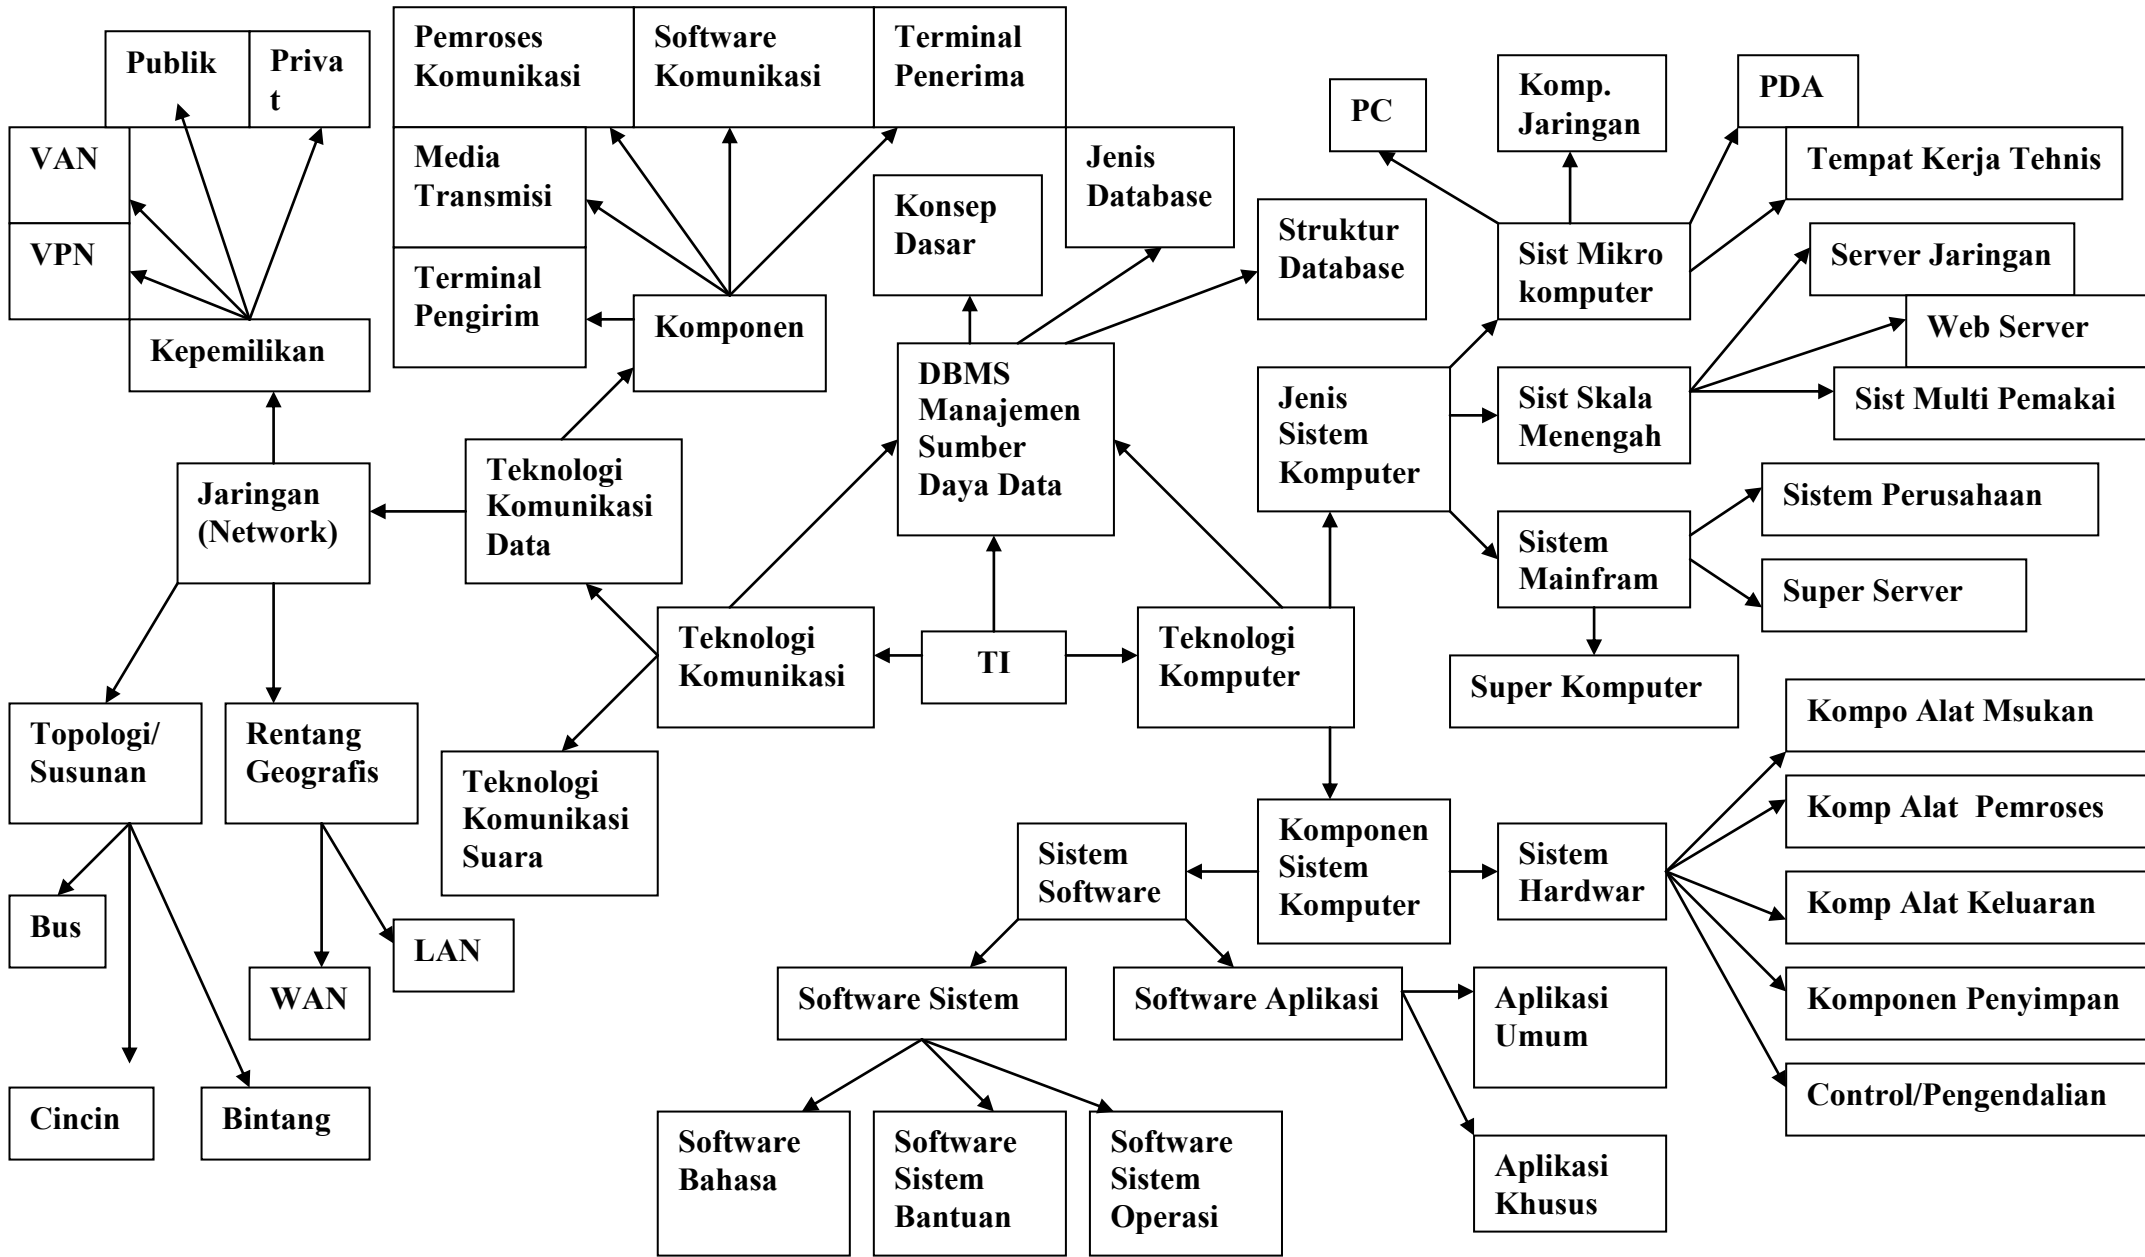 Publik
Priva
t
VAN
VPN
Kepemilikan
Pemroses
Komunikasi
Software
Komunikasi
Terminal
Penerima
Media
Transmisi
Terminal
Pengirim
Komponen
Konsep
Dasar
Jenis
Database
Struktur
Database
PC
Komp.
Jaringan
PDA
Tempat Kerja Tehnis
Sist Mikro
komputer
Server Jaringan
Web Server
Sist Multi Pemakai
DBMS
Manajemen
Sumber
Daya Data
Jenis
Sistem
Komputer
Sist Skala
Menengah
Sistem Perusahaan
Sistem
Mainfram
Super Server
Super Komputer
Jaringan
(Network)
Teknologi
Komunikasi
Data
Teknologi
Komunikasi
TI
Teknologi
Komputer
Topologi/
Susunan
Rentang
Geografis
Teknologi
Komunikasi
Suara
Bus
LAN
WAN
Cincin
Bintang
Sistem
Software
Komponen
Sistem
Komputer
Sistem
Hardwar
Kompo Alat Msukan
Komp Alat  Pemroses
Komp Alat Keluaran
Komponen Penyimpan
Control/Pengendalian
Software Sistem
Software Aplikasi
Aplikasi
Umum
Aplikasi
Khusus
Software
Bahasa
Software
Sistem
Bantuan
Software
Sistem
Operasi